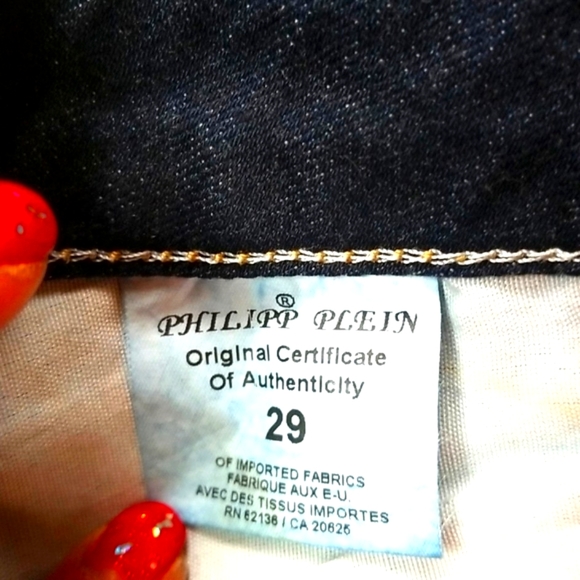 PHILIPP® PLEIN
Original Certificate
Of Authenticity
29
OF IMPORTED FABRICS
FABRIQUE AUX E-U.
AVEC DES TISSUS IMPORTES
RN 62136 / CA 20626